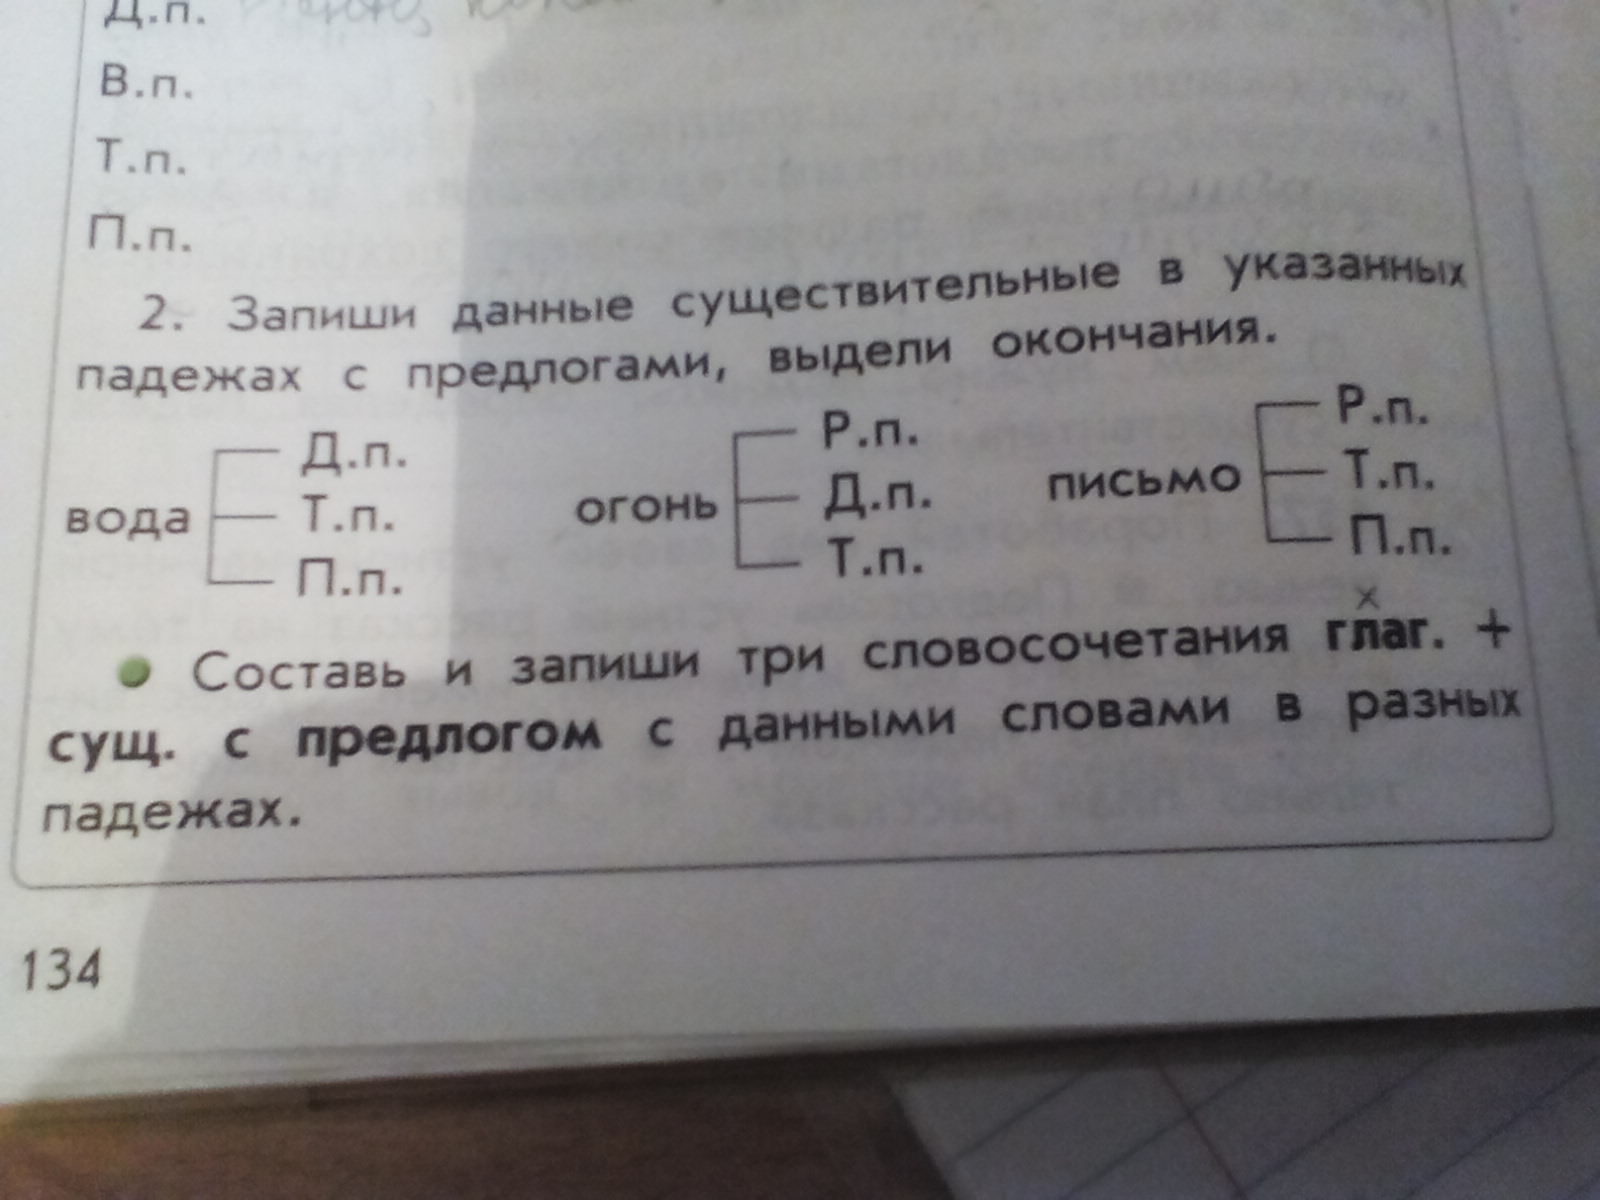 Д.п.
В.п.
Т.п.
П.п.
2. Запиши данные существительные в указанных
падежах с предлогами, выдели окончания.
вода Д.п. Т.п. П.п.
огонь Р.п. Д.п. Т.п.
письмо Р.п. Т.п. П.п.
х
Составь и запиши три словосочетания глаг. +
сущ. с предлогом с данными словами в разных
падежах.
134